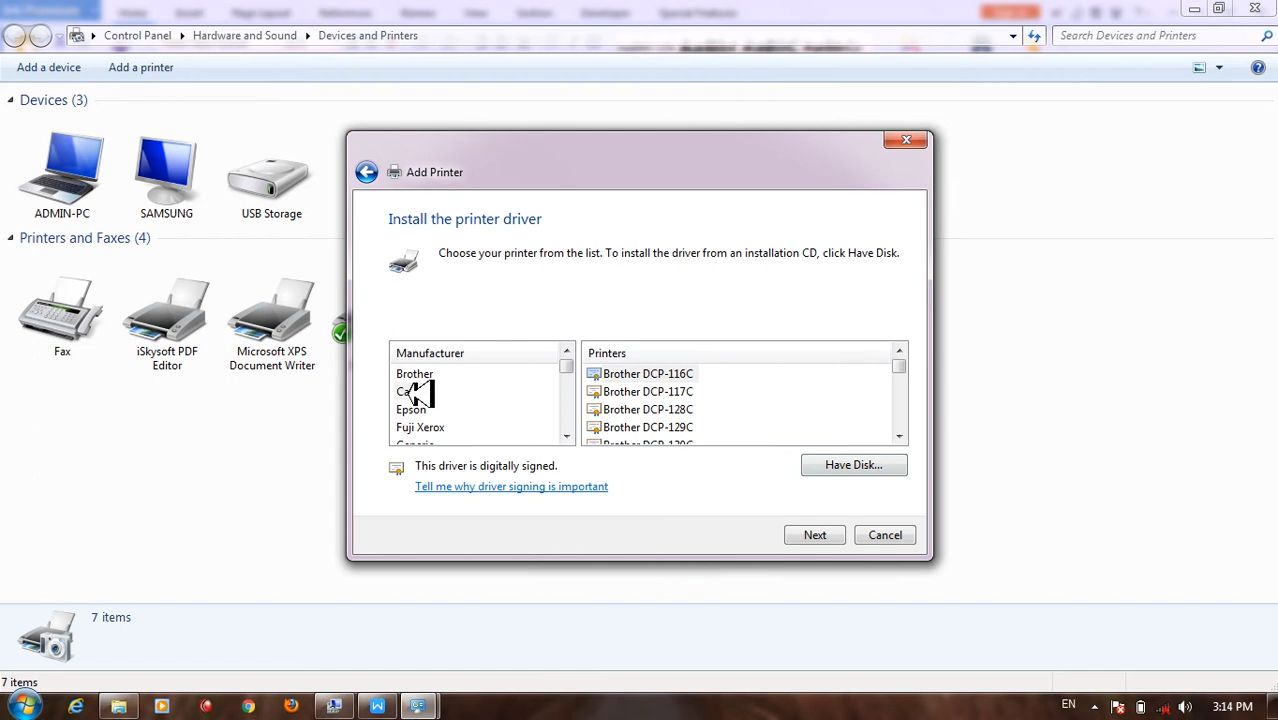 Control Panel
Hardware and Sound
Devices and Printers
Search Devices and Printers
Add a device
Add a printer
Devices (3)
ADMIN-PC
SAMSUNG
USB Storage
Printers and Faxes (4)
Fax
iSkysoft PDF
Editor
Microsoft XPS
Document Writer
Add Printer
Install the printer driver
Choose your printer from the list. To install the driver from an installation CD, click Have Disk.
Manufacturer
Brother
Epson
Fuji Xerox
Generic
Printers
Brother DCP-116C
Brother DCP-117C
Brother DCP-128C
Brother DCP-129C
Brother DCP-130C
This driver is digitally signed.
Tell me why driver signing is important
Have Disk...
Next
Cancel
7 items
7 items
EN
3:14 PM